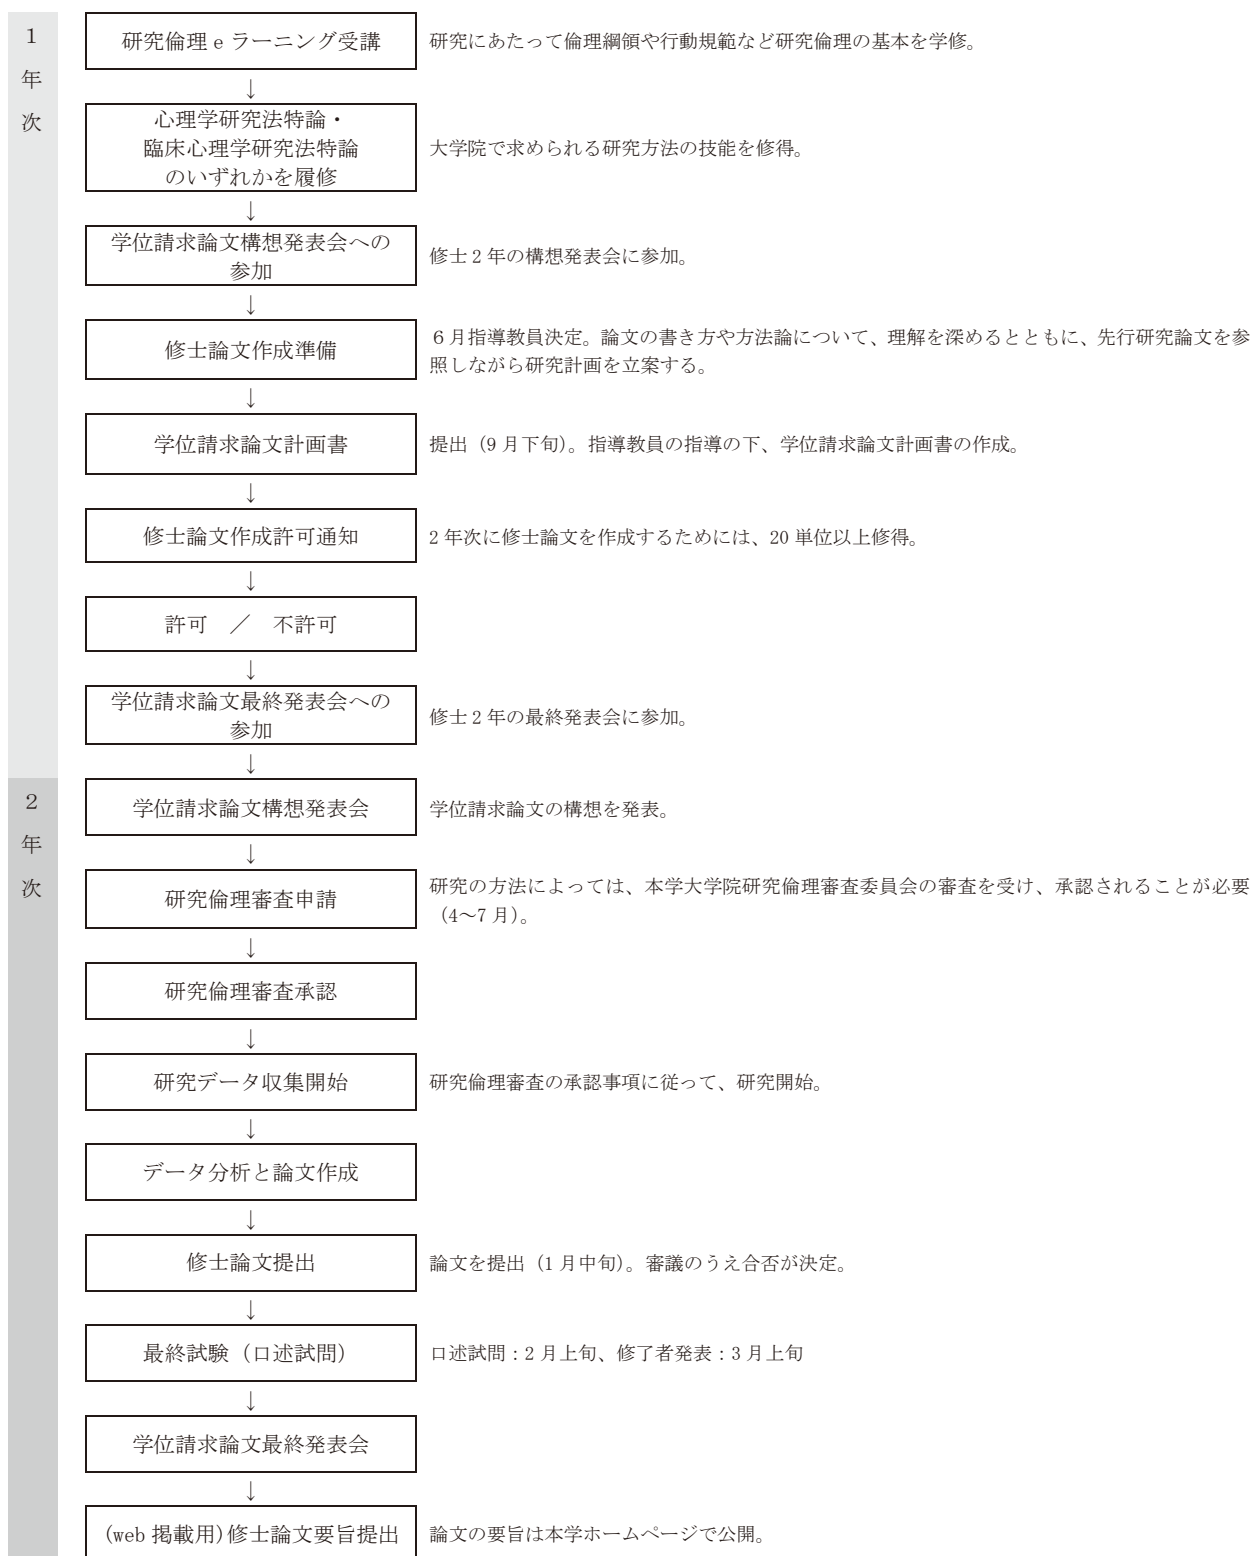 1
年
次
研究倫理 e ラーニング受講
研究にあたって倫理綱領や行動規範など研究倫理の基本を学修。
↓
心理学研究法特論・
臨床心理学研究法特論
のいずれかを履修
大学院で求められる研究方法の技能を修得。
↓
学位請求論文構想発表会への
参加
修士 2 年の構想発表会に参加。
↓
修士論文作成準備
６月指導教員決定。論文の書き方や方法論について、理解を深めるとともに、先行研究論文を参
照しながら研究計画を立案する。
↓
学位請求論文計画書
提出（9 月下旬）。指導教員の指導の下、学位請求論文計画書の作成。
↓
修士論文作成許可通知
2 年次に修士論文を作成するためには、20 単位以上修得。
↓
許可　／　不許可
↓
学位請求論文最終発表会への
参加
修士 2 年の最終発表会に参加。
↓
2
年
次
学位請求論文構想発表会
学位請求論文の構想を発表。
↓
研究倫理審査申請
研究の方法によっては、本学大学院研究倫理審査委員会の審査を受け、承認されることが必要
（4～7 月）。
↓
研究倫理審査承認
↓
研究データ収集開始
研究倫理審査の承認事項に従って、研究開始。
↓
データ分析と論文作成
↓
修士論文提出
論文を提出（1 月中旬）。審議のうえ合否が決定。
↓
最終試験（口述試問）
口述試問：2 月上旬、修了者発表：3 月上旬
↓
学位請求論文最終発表会
↓
(web 掲載用)修士論文要旨提出
論文の要旨は本学ホームページで公開。